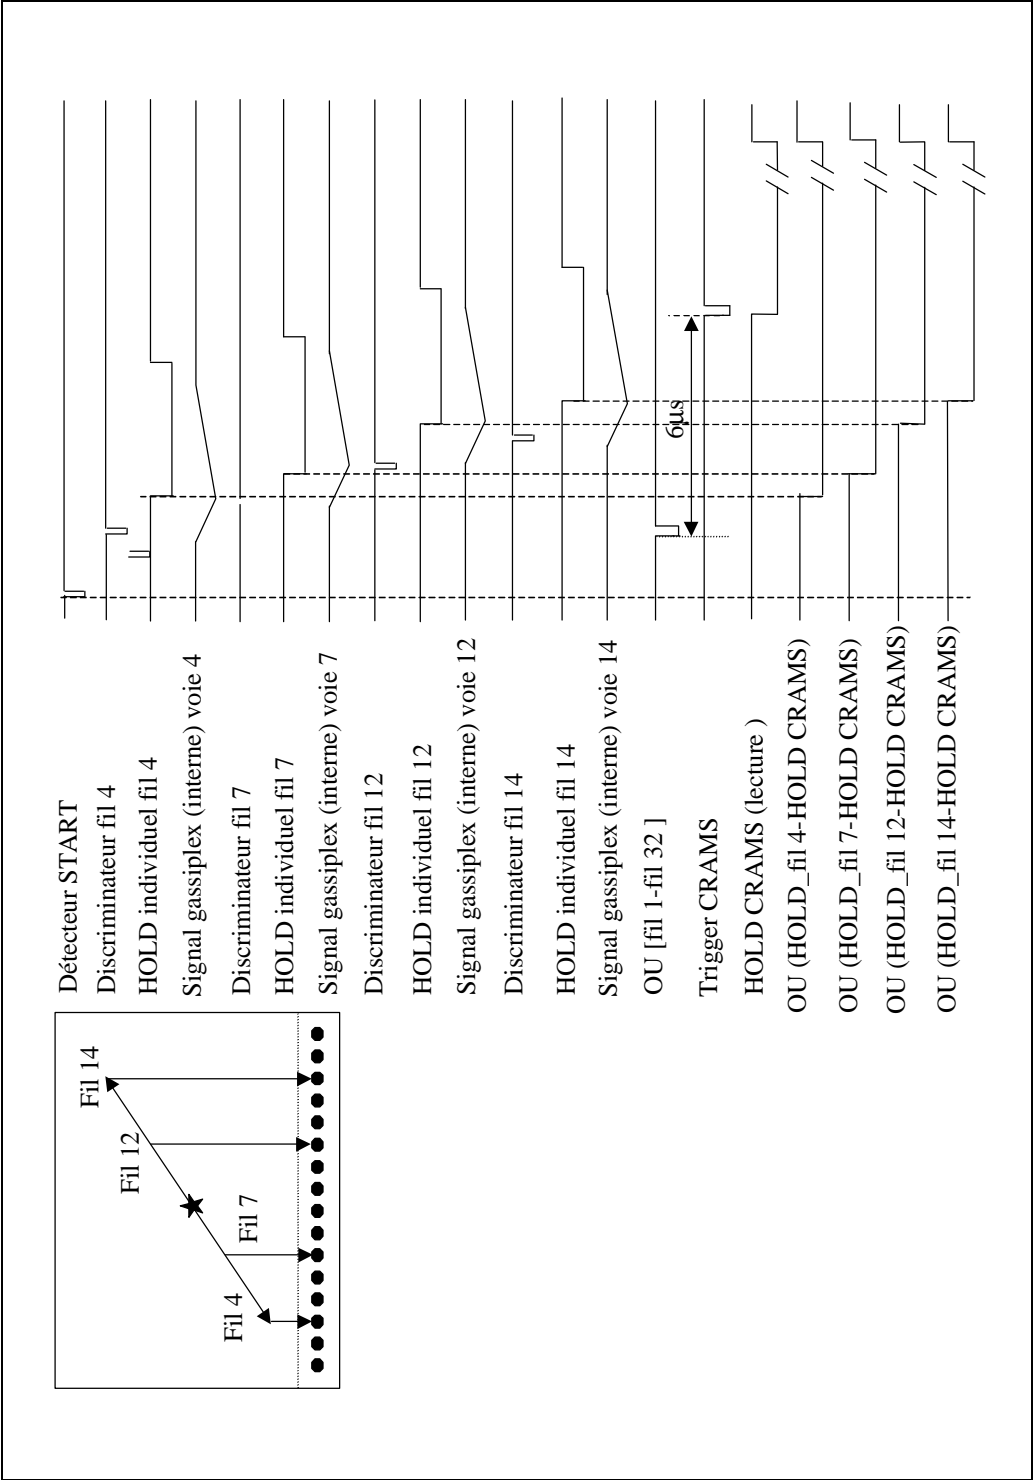 Détecteur START
Discriminateur fil 4
HOLD individuel fil 4
Signal gassiplex (interne) voie 4
Discriminateur fil 7
HOLD individuel fil 7
Signal gassiplex (interne) voie 7
Discriminateur fil 12
HOLD individuel fil 12
Signal gassiplex (interne) voie 12
Discriminateur fil 14
HOLD individuel fil 14
Signal gassiplex (interne) voie 14
OU [fil 1-fil 32 ]
Trigger CRAMS
HOLD CRAMS (lecture )
OU (HOLD_fil 4-HOLD CRAMS)
OU (HOLD_fil 7-HOLD CRAMS)
OU (HOLD_fil 12-HOLD CRAMS)
OU (HOLD_fil 14-HOLD CRAMS)
6µs
Fil 14
Fil 12
Fil 7
Fil 4